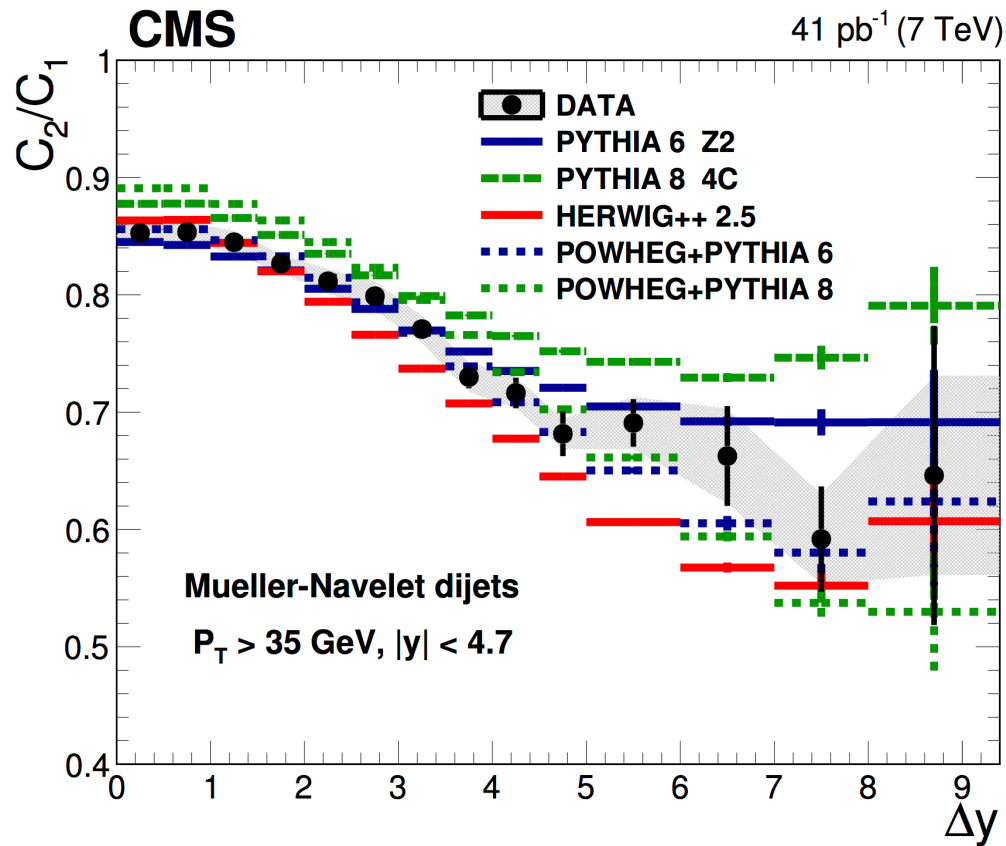 CMS
41 pb⁻¹ (7 TeV)
C₂/C₁
1
0.9
0.8
0.7
0.6
0.5
0.4
DATA
PYTHIA 6 Z2
PYTHIA 8 4C
HERWIG++ 2.5
POWHEG+PYTHIA 6
POWHEG+PYTHIA 8
Mueller-Navelet dijets
P_T > 35 GeV, |y| < 4.7
0 1 2 3 4 5 6 7 8 9
Δy